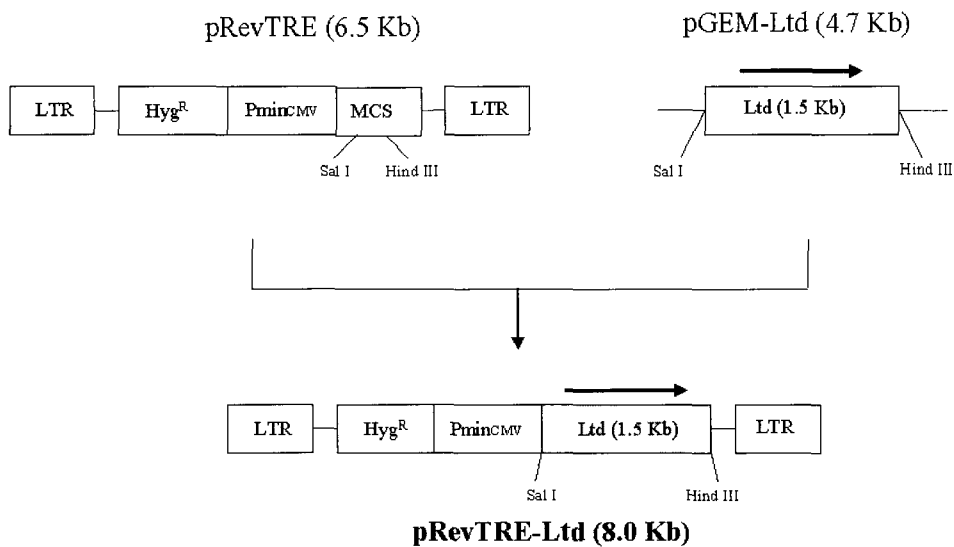 pRevTRE (6.5 Kb)
pGEM-Ltd (4.7 Kb)
LTR
Hyg^R
PminCMV
MCS
LTR
Ltd (1.5 Kb)
Sal I
Hind III
Sal I
Hind III
LTR
Hyg^R
PminCMV
Ltd (1.5 Kb)
LTR
Sal I
Hind III
pRevTRE-Ltd (8.0 Kb)